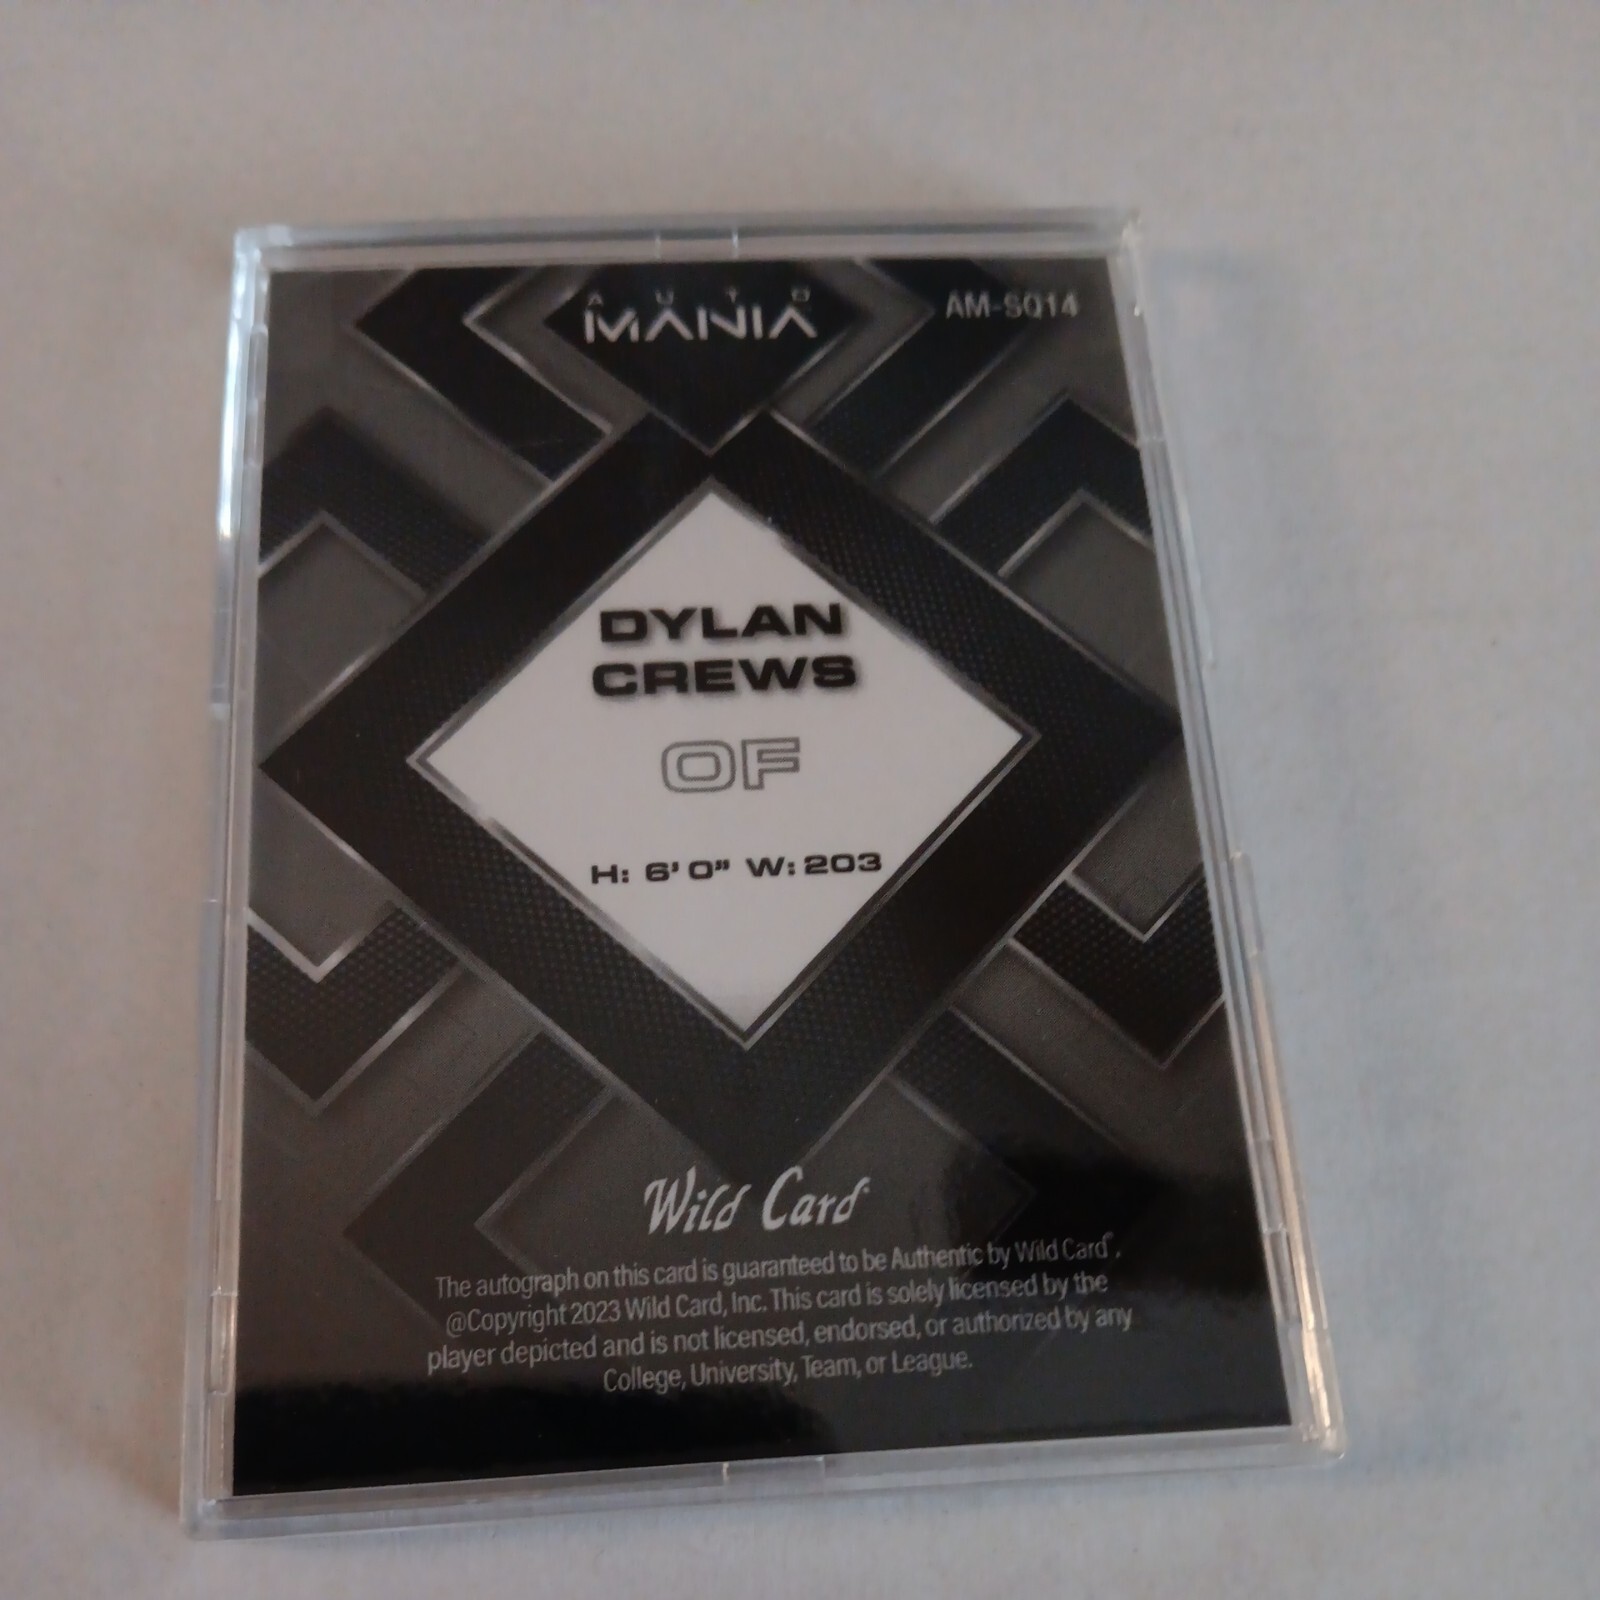 AUTO
MANIA
AM-SQ14
DYLAN
CREWS
OF
H: 6' 0" W: 203
Wild Card
The autograph on this card is guaranteed to be Authentic by Wild Card®.
@Copyright 2023 Wild Card, Inc. This card is solely licensed by the
player depicted and is not licensed, endorsed, or authorized by any
College, University, Team, or League.